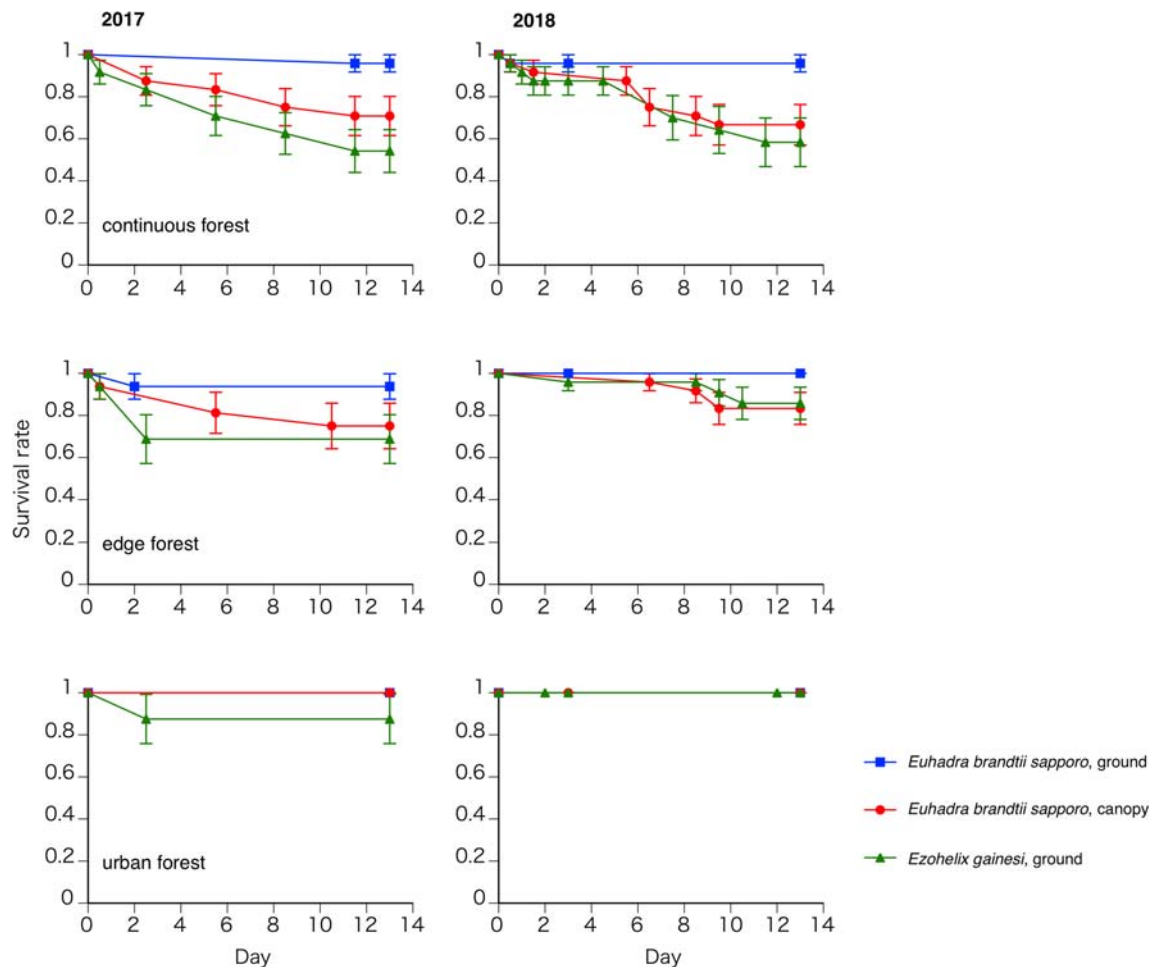 2017
2018
1
0.8
0.6
0.4
0.2
0
continuous forest
0 2 4 6 8 10 12 14
1
0.8
0.6
0.4
0.2
0
0 2 4 6 8 10 12 14
Survival rate
1
0.8
0.6
0.4
0.2
0
edge forest
0 2 4 6 8 10 12 14
1
0.8
0.6
0.4
0.2
0
0 2 4 6 8 10 12 14
1
0.8
0.6
0.4
0.2
0
urban forest
0 2 4 6 8 10 12 14
Day
1
0.8
0.6
0.4
0.2
0
0 2 4 6 8 10 12 14
Day
Euhadra brandtii sapporo, ground
Euhadra brandtii sapporo, canopy
Ezohelix gainesi, ground